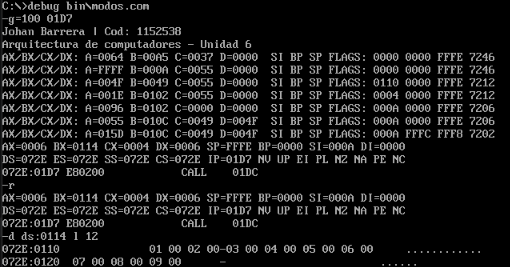 C:\>debug bin\modos.com
-g=100 01D7
Johan Barrera | Cod: 1152538
Arquitectura de computadores - Unidad 6
AX/BX/CX/DX: A=0064 B=00A5 C=0037 D=0000  SI BP SP FLAGS: 0000 0000 FFFE 7246
AX/BX/CX/DX: A=FFFF B=000A C=0055 D=0000  SI BP SP FLAGS: 0000 0000 FFFE 7246
AX/BX/CX/DX: A=004F B=0049 C=0055 D=0000  SI BP SP FLAGS: 0110 0000 FFFE 7212
AX/BX/CX/DX: A=001E B=0102 C=0055 D=0000  SI BP SP FLAGS: 0004 0000 FFFE 7212
AX/BX/CX/DX: A=0096 B=0102 C=0000 D=0000  SI BP SP FLAGS: 000A 0000 FFFE 7206
AX/BX/CX/DX: A=0055 B=010C C=0049 D=004F  SI BP SP FLAGS: 000A 0000 FFFE 7206
AX/BX/CX/DX: A=015D B=010C C=0049 D=004F  SI BP SP FLAGS: 000A FFFC FFF8 7202
AX=0006 BX=0114 CX=0004 DX=0006 SP=FFFE BP=0000 SI=000A DI=0000
DS=072E ES=072E SS=072E CS=072E IP=01D7 NV UP EI PL NZ NA PE NC
072E:01D7 E80200        CALL    01DC
-r
AX=0006 BX=0114 CX=0004 DX=0006 SP=FFFE BP=0000 SI=000A DI=0000
DS=072E ES=072E SS=072E CS=072E IP=01D7 NV UP EI PL NZ NA PE NC
072E:01D7 E80200        CALL    01DC
-d ds:0114 l 12
072E:0110              01 00 02 00-03 00 04 00 05 00 06 00     ............
072E:0120  07 00 08 00 09 00      -                            ......